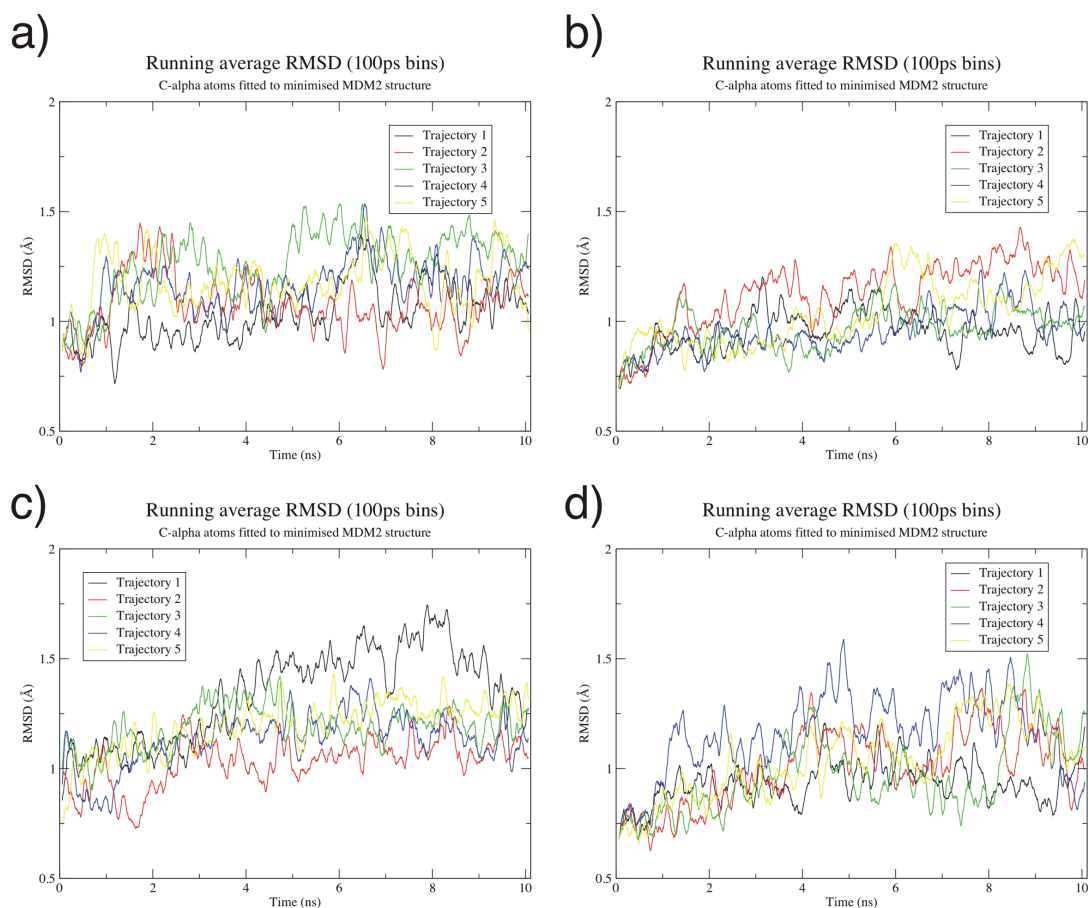 a)
Running average RMSD (100ps bins)
C-alpha atoms fitted to minimised MDM2 structure
2
1.5
1
0.5
RMSD (Å)
Trajectory 1
Trajectory 2
Trajectory 3
Trajectory 4
Trajectory 5
0 2 4 6 8 10
Time (ns)
b)
Running average RMSD (100ps bins)
C-alpha atoms fitted to minimised MDM2 structure
2
1.5
1
0.5
RMSD (Å)
Trajectory 1
Trajectory 2
Trajectory 3
Trajectory 4
Trajectory 5
0 2 4 6 8 10
Time (ns)
c)
Running average RMSD (100ps bins)
C-alpha atoms fitted to minimised MDM2 structure
2
1.5
1
0.5
RMSD (Å)
Trajectory 1
Trajectory 2
Trajectory 3
Trajectory 4
Trajectory 5
0 2 4 6 8 10
Time (ns)
d)
Running average RMSD (100ps bins)
C-alpha atoms fitted to minimised MDM2 structure
2
1.5
1
0.5
RMSD (Å)
Trajectory 1
Trajectory 2
Trajectory 3
Trajectory 4
Trajectory 5
0 2 4 6 8 10
Time (ns)